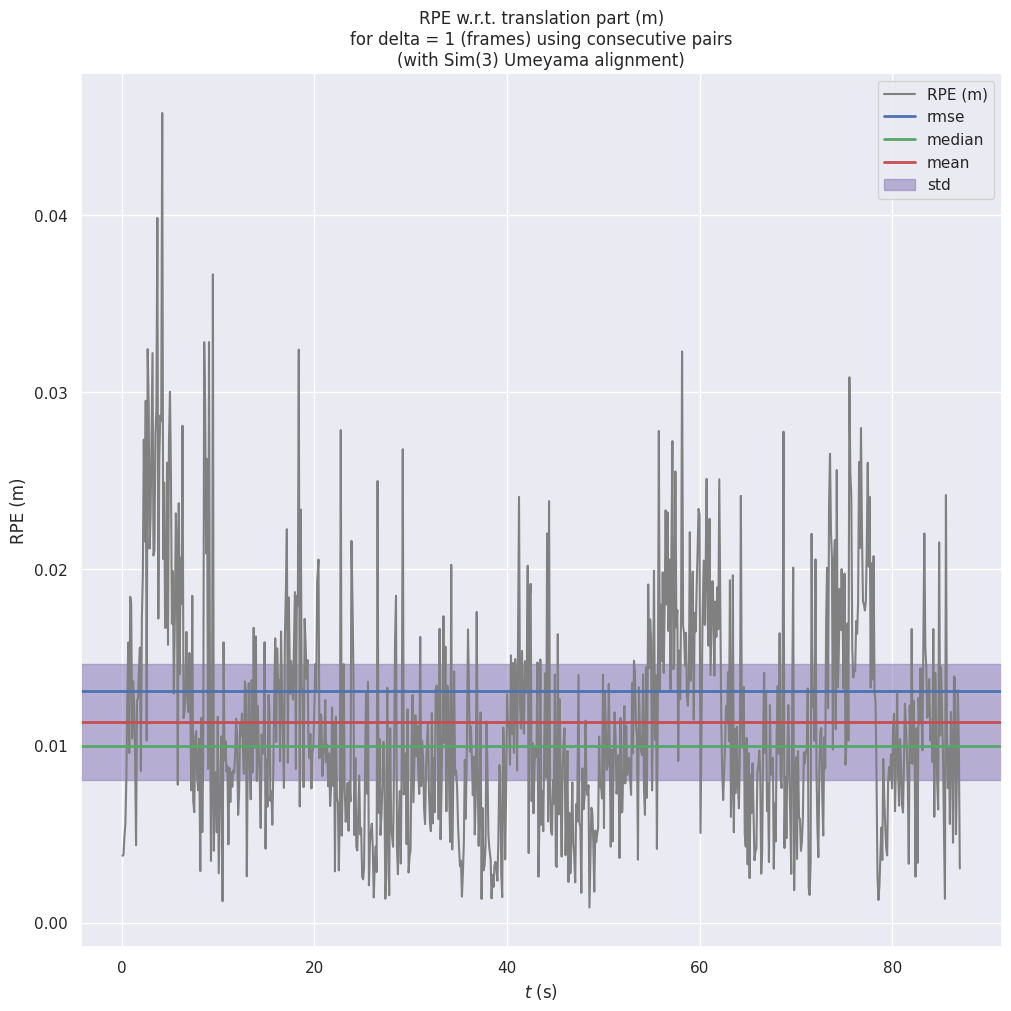 RPE w.r.t. translation part (m)
for delta = 1 (frames) using consecutive pairs
(with Sim(3) Umeyama alignment)
RPE (m)
rmse
median
mean
std
0.04
0.03
0.02
0.01
0.00
RPE (m)
0
20
40
60
80
t (s)